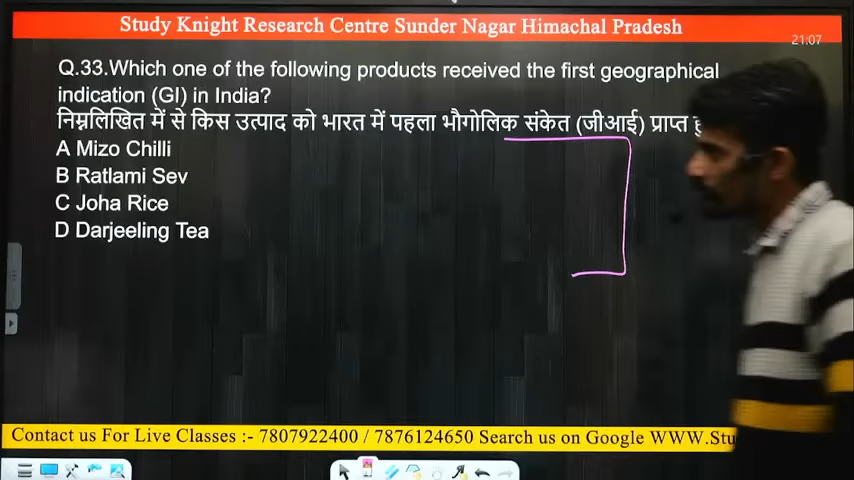 Study Knight Research Centre Sunder Nagar Himachal Pradesh
21:07
Q.33.Which one of the following products received the first geographical
indication (GI) in India?
निम्नलिखित में से किस उत्पाद को भारत में पहला भौगोलिक संकेत (जीआई) प्राप्त
A Mizo Chilli
B Ratlami Sev
C Joha Rice
D Darjeeling Tea
Contact us For Live Classes :- 7807922400 / 7876124650 Search us on Google